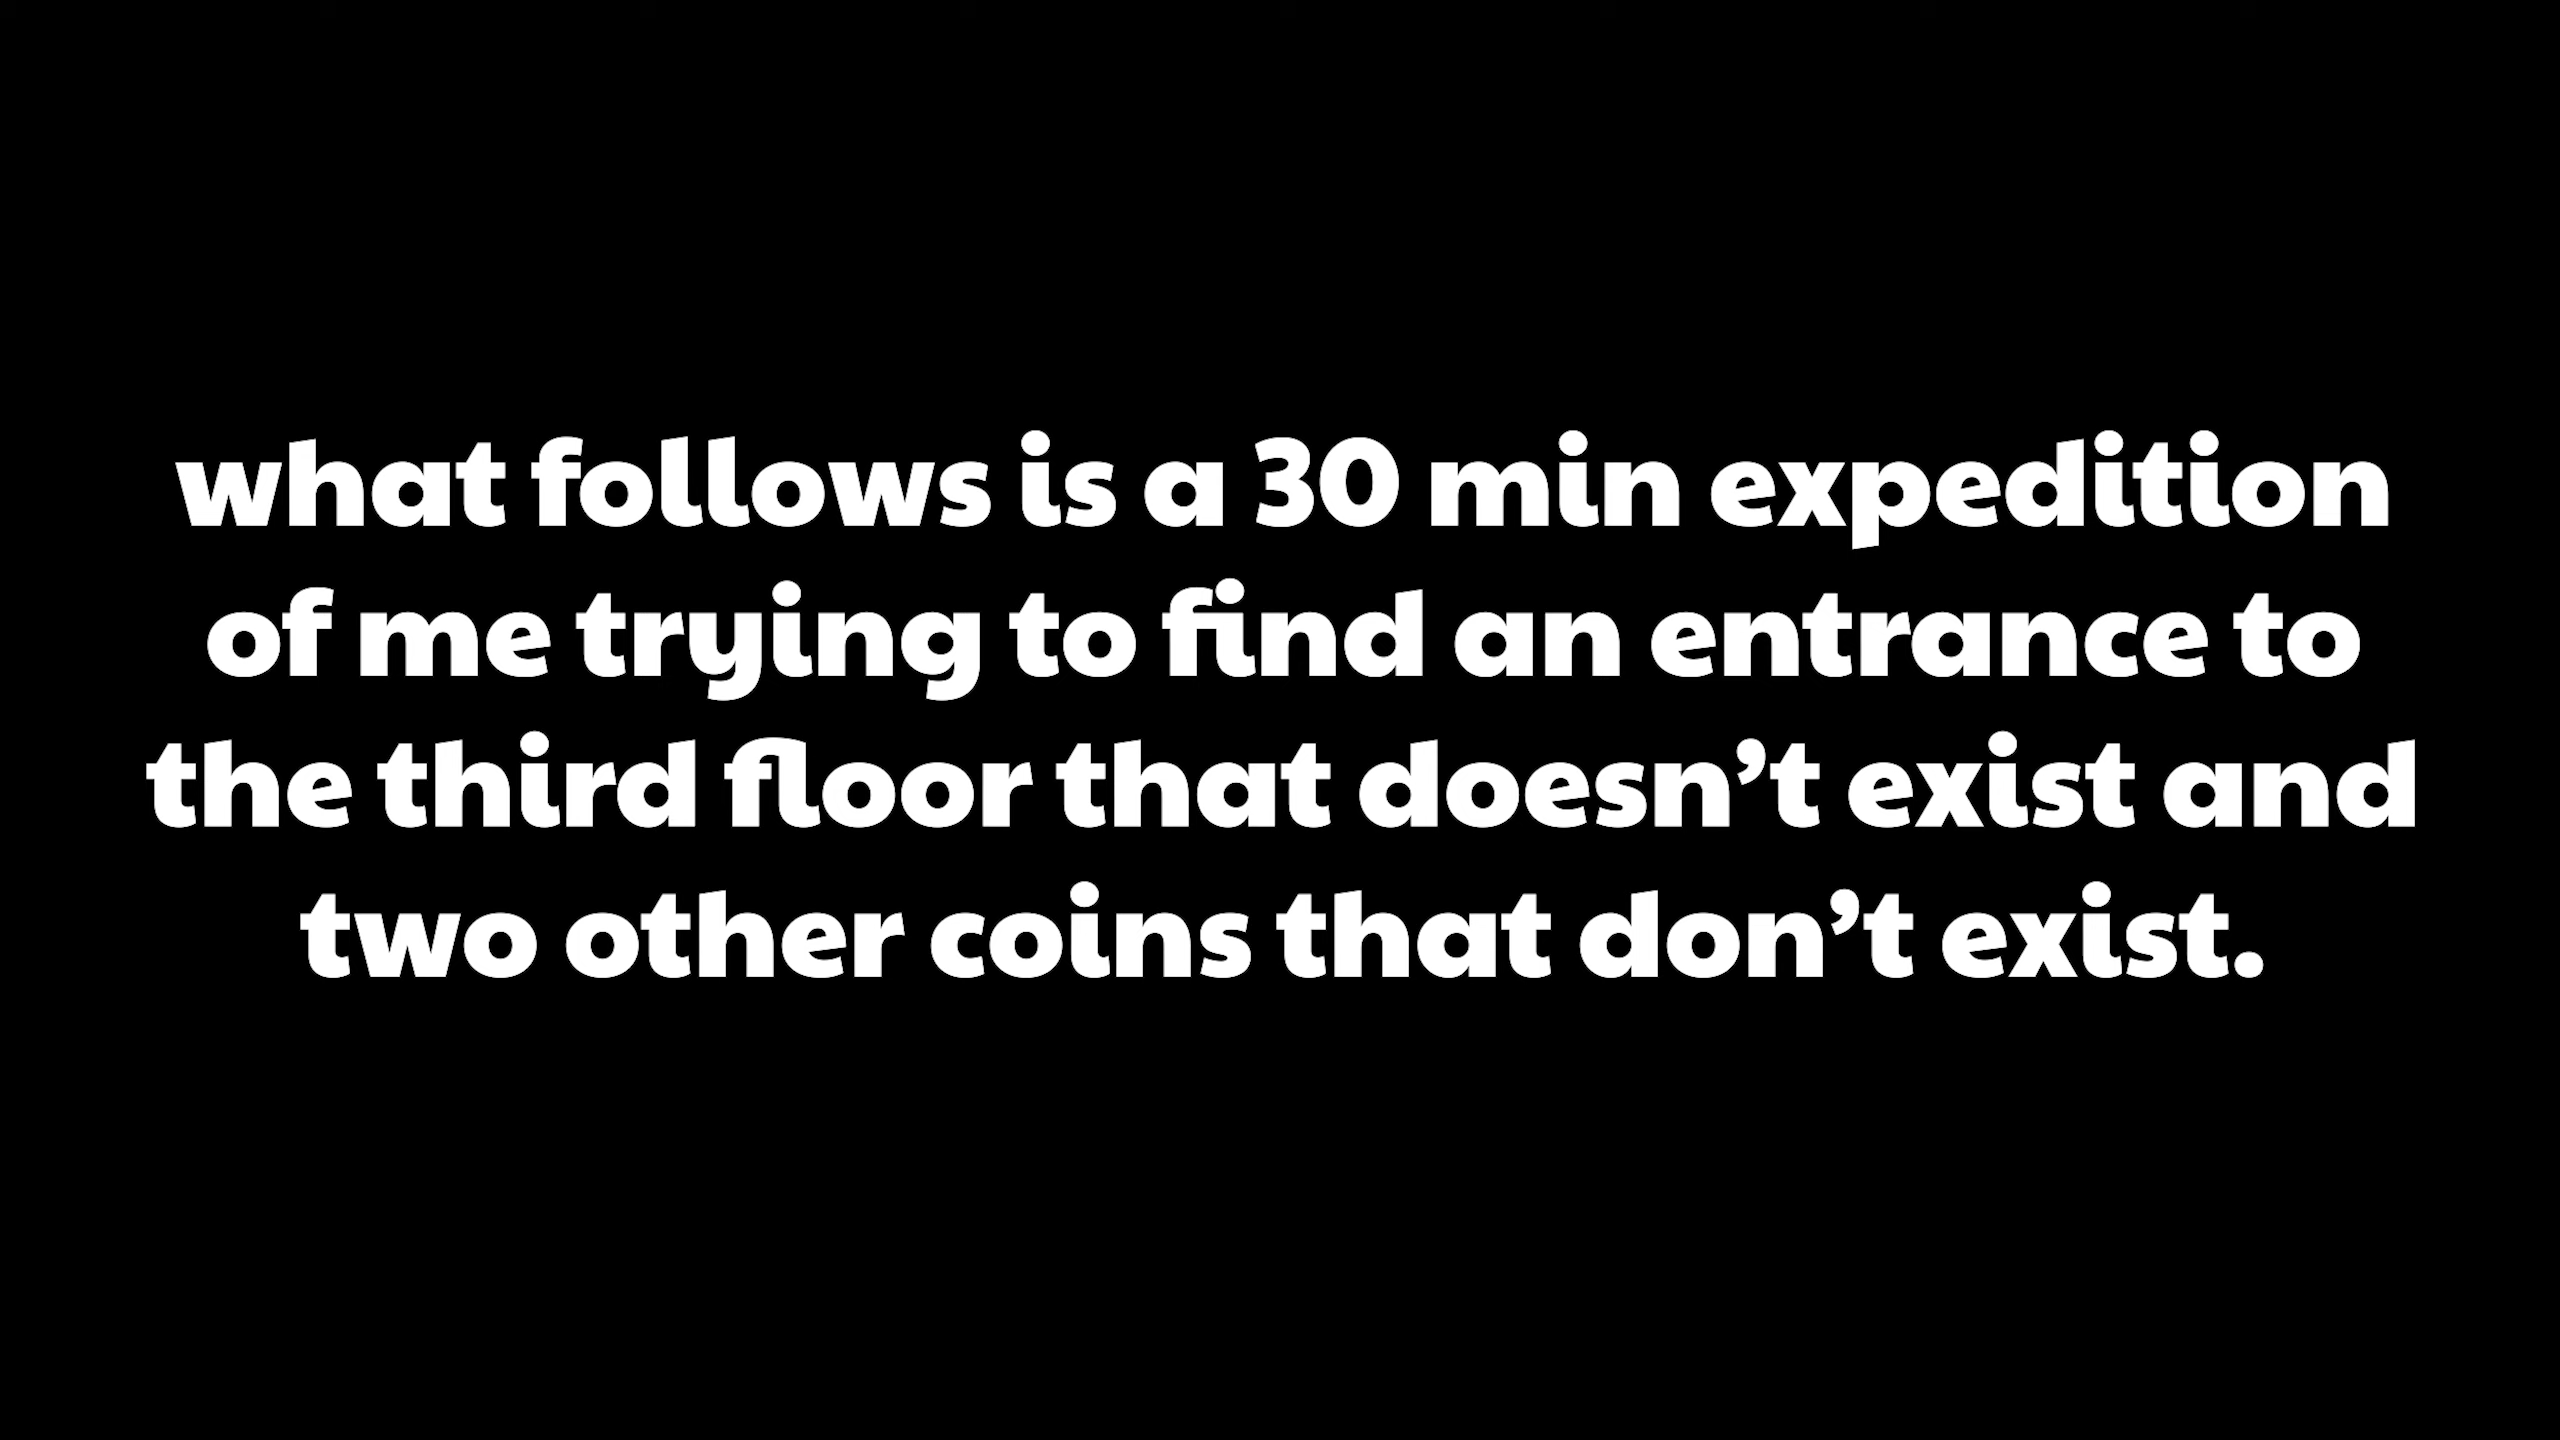 what follows is a 30 min expedition
of me trying to find an entrance to
the third floor that doesn’t exist and
two other coins that don’t exist.